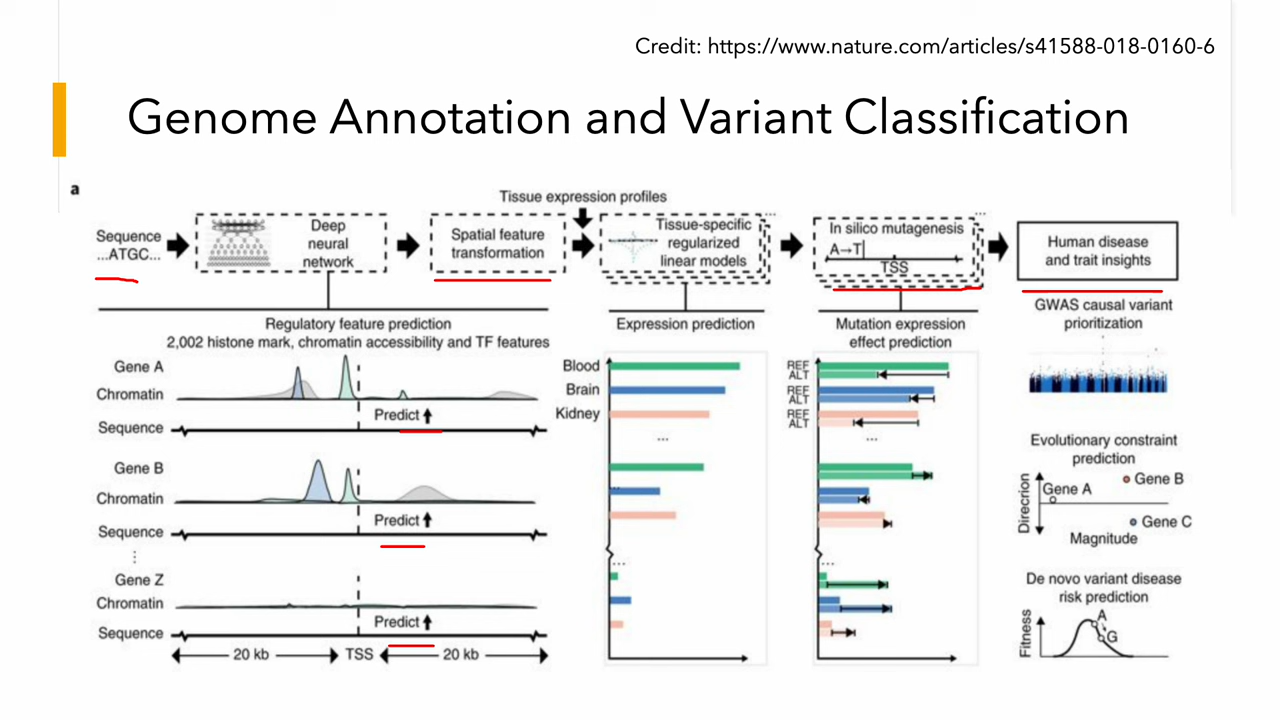 Credit: https://www.nature.com/articles/s41588-018-0160-6
Genome Annotation and Variant Classification
a
Tissue expression profiles
Sequence
...ATGC...
Deep
neural
network
Spatial feature
transformation
Tissue-specific
regularized
linear models
...
In silico mutagenesis
A→T
TSS
...
Human disease
and trait insights
Regulatory feature prediction
2,002 histone mark, chromatin accessibility and TF features
Gene A
Chromatin
Predict
Sequence
Gene B
Chromatin
Predict
Sequence
⋮
Gene Z
Chromatin
Predict
Sequence
20 kb TSS 20 kb
Expression prediction
Blood
Brain
Kidney
...
...
Mutation expression
effect prediction
REF
ALT
REF
ALT
REF
ALT
...
...
GWAS causal variant
prioritization
Evolutionary constraint
prediction
Direcrion
Gene A
Gene B
Gene C
Magnitude
De novo variant disease
risk prediction
Fitness
A
G